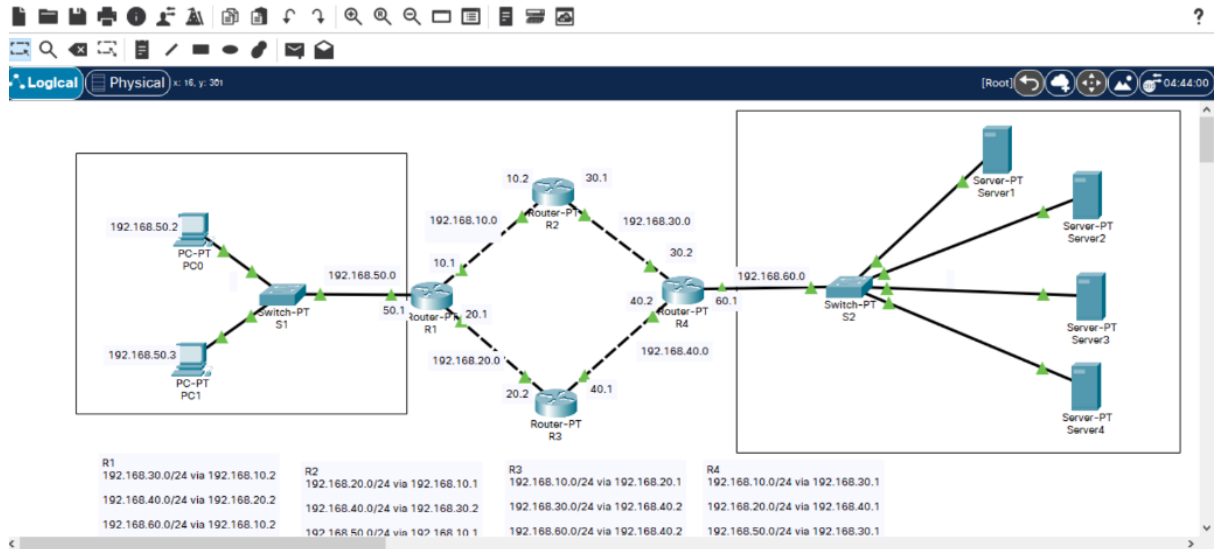 ?
Logical
Physical
x: 16, y: 301
[Root]
04:44:00
192.168.50.2
PC-PT
PC0
192.168.50.3
PC-PT
PC1
Switch-PT
S1
192.168.50.0
50.1
Router-PT
R1
10.1
20.1
192.168.10.0
10.2
30.1
Router-PT
R2
192.168.30.0
30.2
192.168.20.0
20.2
40.1
Router-PT
R3
192.168.40.0
40.2
Router-PT
R4
60.1
192.168.60.0
Switch-PT
S2
Server-PT
Server1
Server-PT
Server2
Server-PT
Server3
Server-PT
Server4
R1
192.168.30.0/24 via 192.168.10.2
192.168.40.0/24 via 192.168.20.2
192.168.60.0/24 via 192.168.10.2
R2
192.168.20.0/24 via 192.168.10.1
192.168.40.0/24 via 192.168.30.2
192.168.50.0/24 via 192.168.10.1
R3
192.168.10.0/24 via 192.168.20.1
192.168.30.0/24 via 192.168.40.2
192.168.60.0/24 via 192.168.40.2
R4
192.168.10.0/24 via 192.168.30.1
192.168.20.0/24 via 192.168.40.1
192.168.50.0/24 via 192.168.30.1